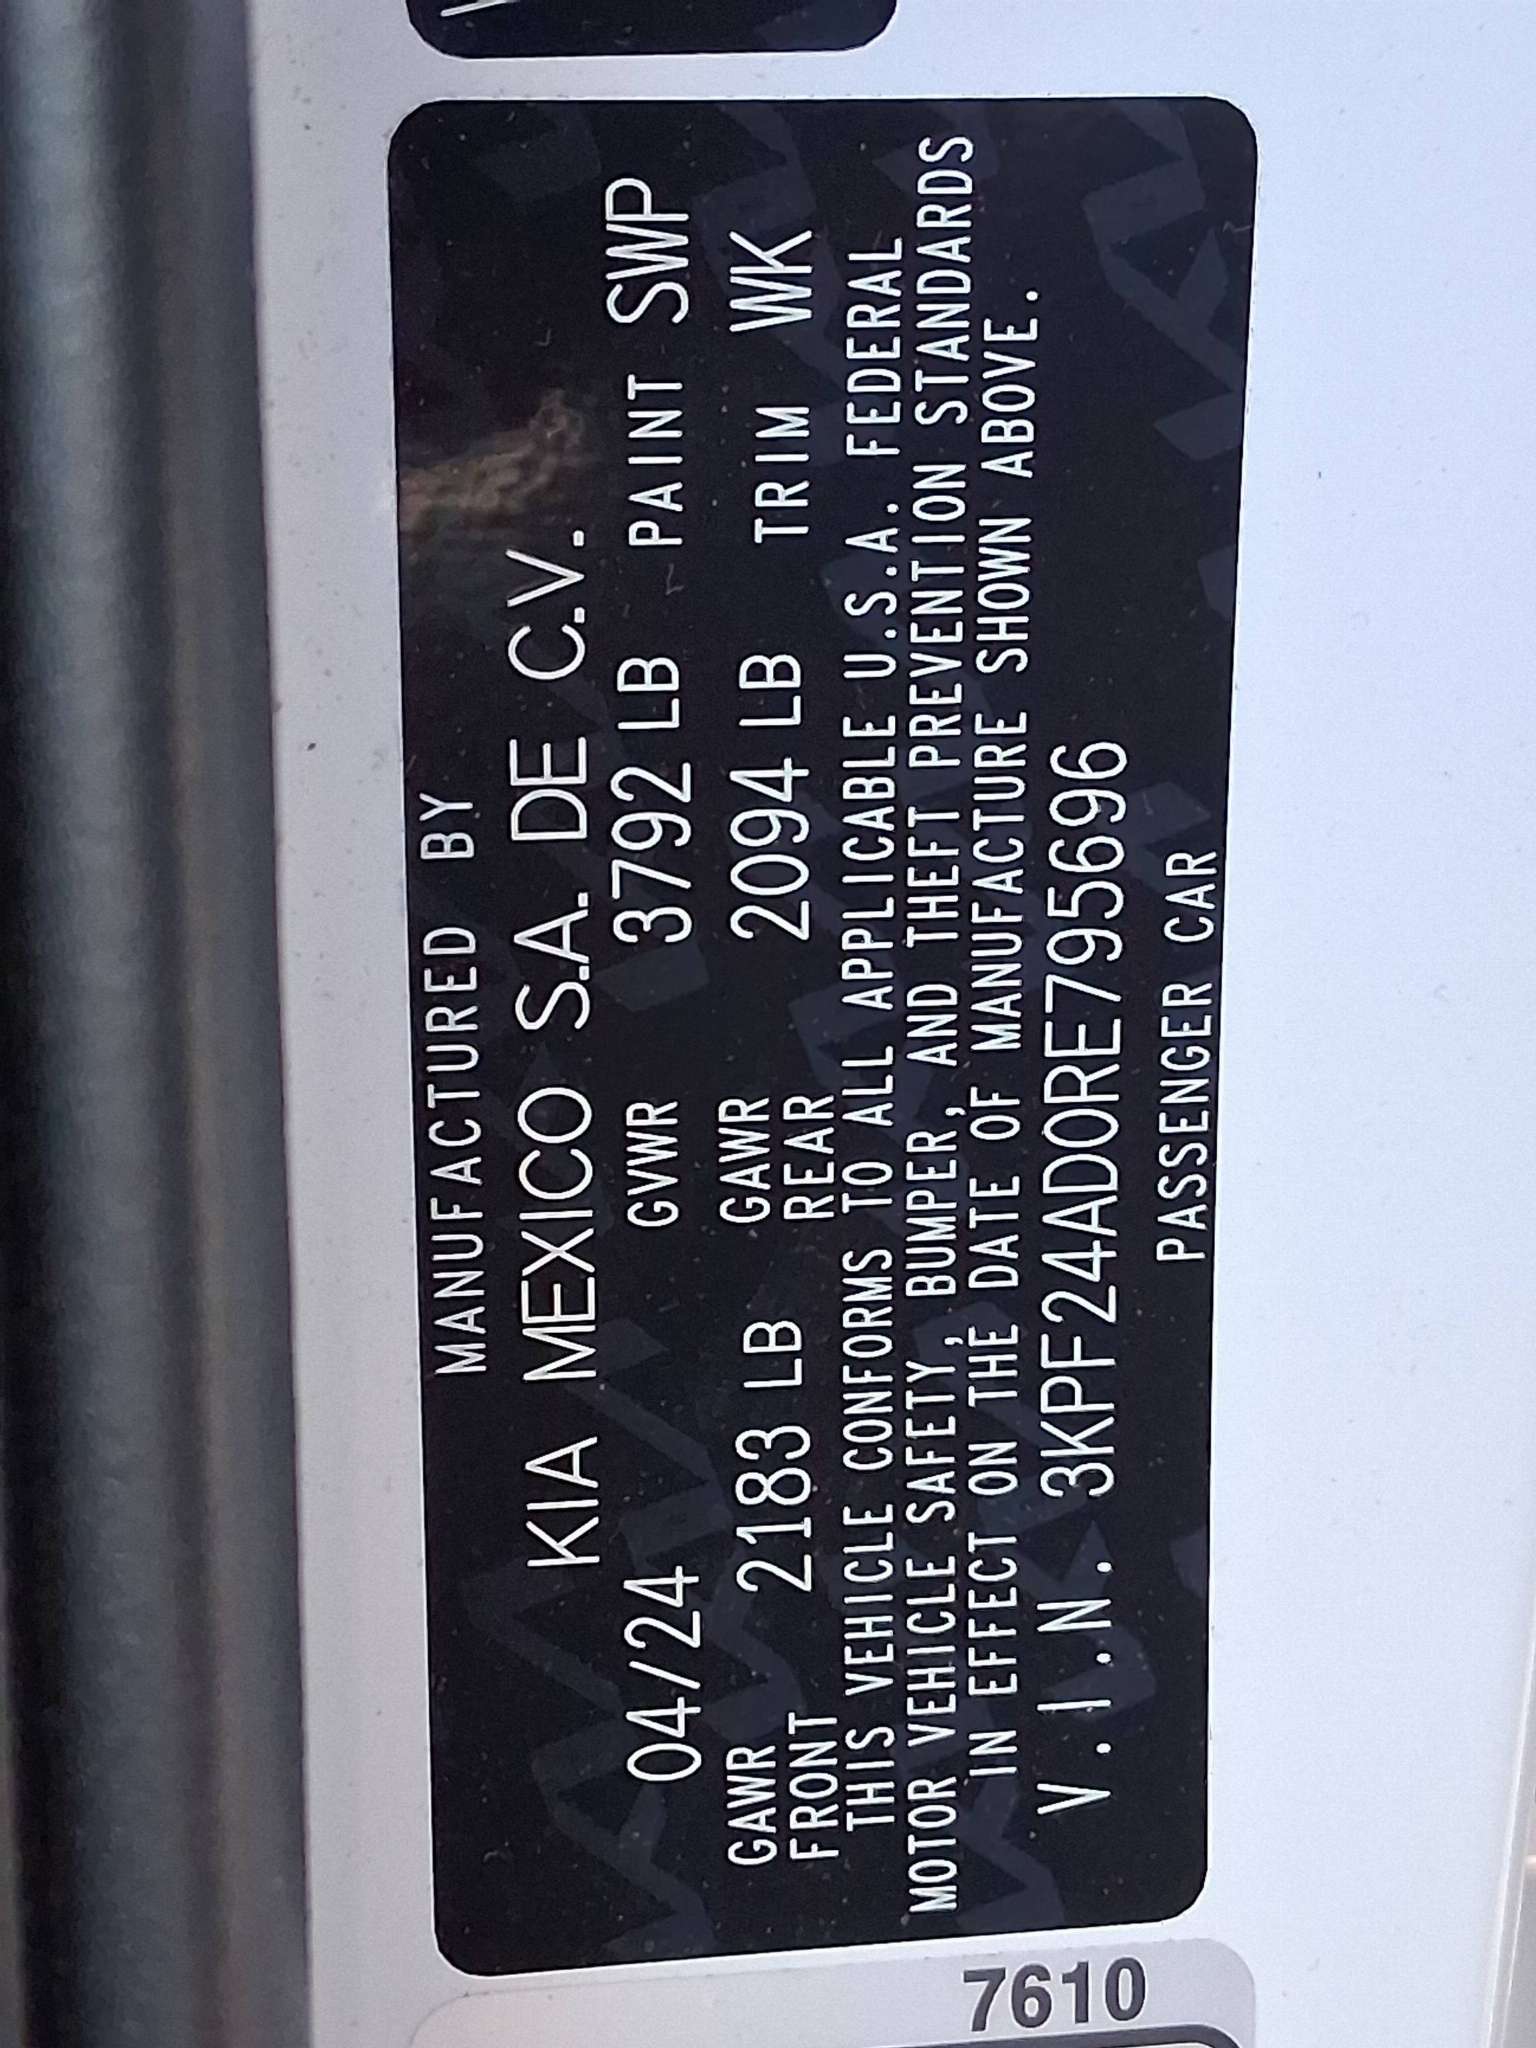 MANUFACTURED BY
KIA MEXICO S.A. DE C.V.
04/24 GVWR 3792 LB PAINT SWP
GAWR FRONT 2183 LB GAWR REAR 2094 LB TRIM WK
THIS VEHICLE CONFORMS TO ALL APPLICABLE U.S.A. FEDERAL
MOTOR VEHICLE SAFETY, BUMPER, AND THEFT PREVENTION STANDARDS
IN EFFECT ON THE DATE OF MANUFACTURE SHOWN ABOVE.
V.I.N. 3KPF24AD0RE795696
PASSENGER CAR
7610